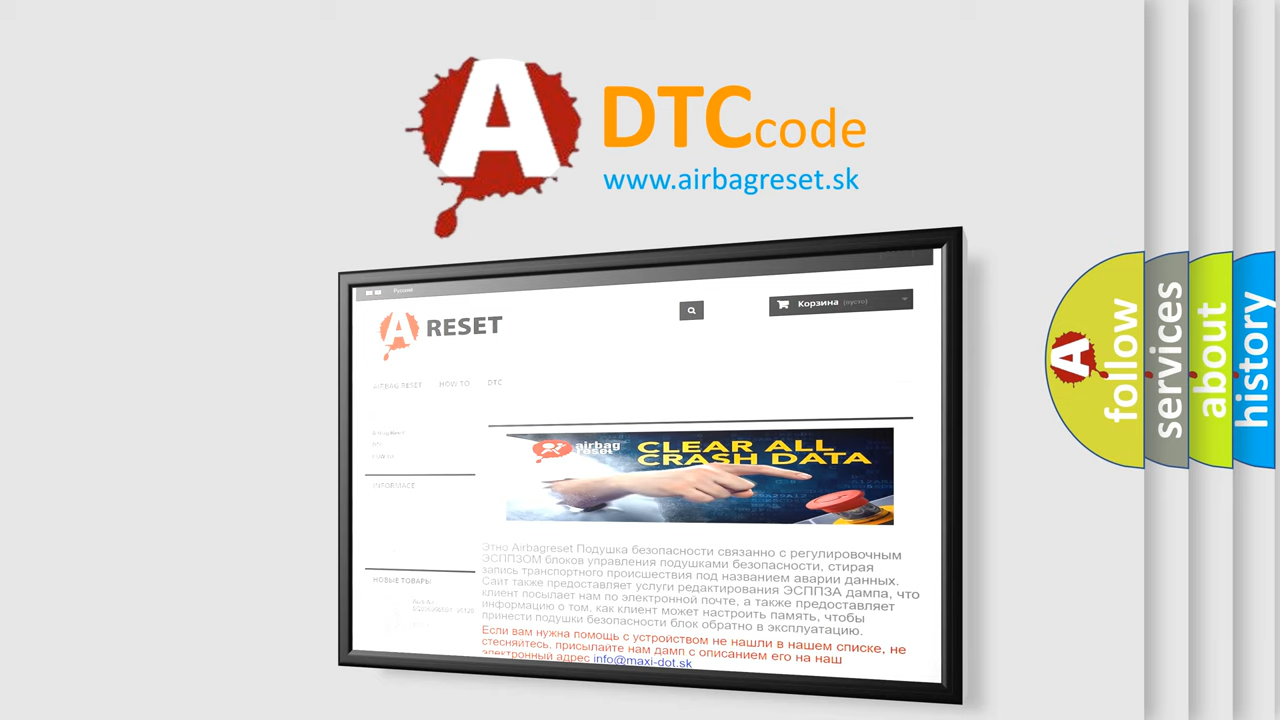 A DTCcode
www.airbagreset.sk
Русский
A RESET
Корзина (пусто)
AIRBAG RESET HOW TO DTC
INFORMACE
НОВЫЕ ТОВАРЫ
airbag
reset
CLEAR ALL
CRASH DATA
Этно Airbagreset Подушка безопасности связанно с регулировочным
ЭСППЗОМ блоков управления подушками безопасности, стирая
запись транспортного происшествия под названием аварии данных.
Сайт также предоставляет услуги редактирования ЭСППЗА дампа, что
клиент посылает нам по электронной почте, а также предоставляет
информацию о том, как клиент может настроить память, чтобы
принести подушки безопасности блок обратно в эксплуатацию.
Если вам нужна помощь с устройством не нашли в нашем списке, не
стесняйтесь, присылайте нам дамп с описанием его на наш
электронный адрес info@maxi-dot.sk
A
follow
services
about
history